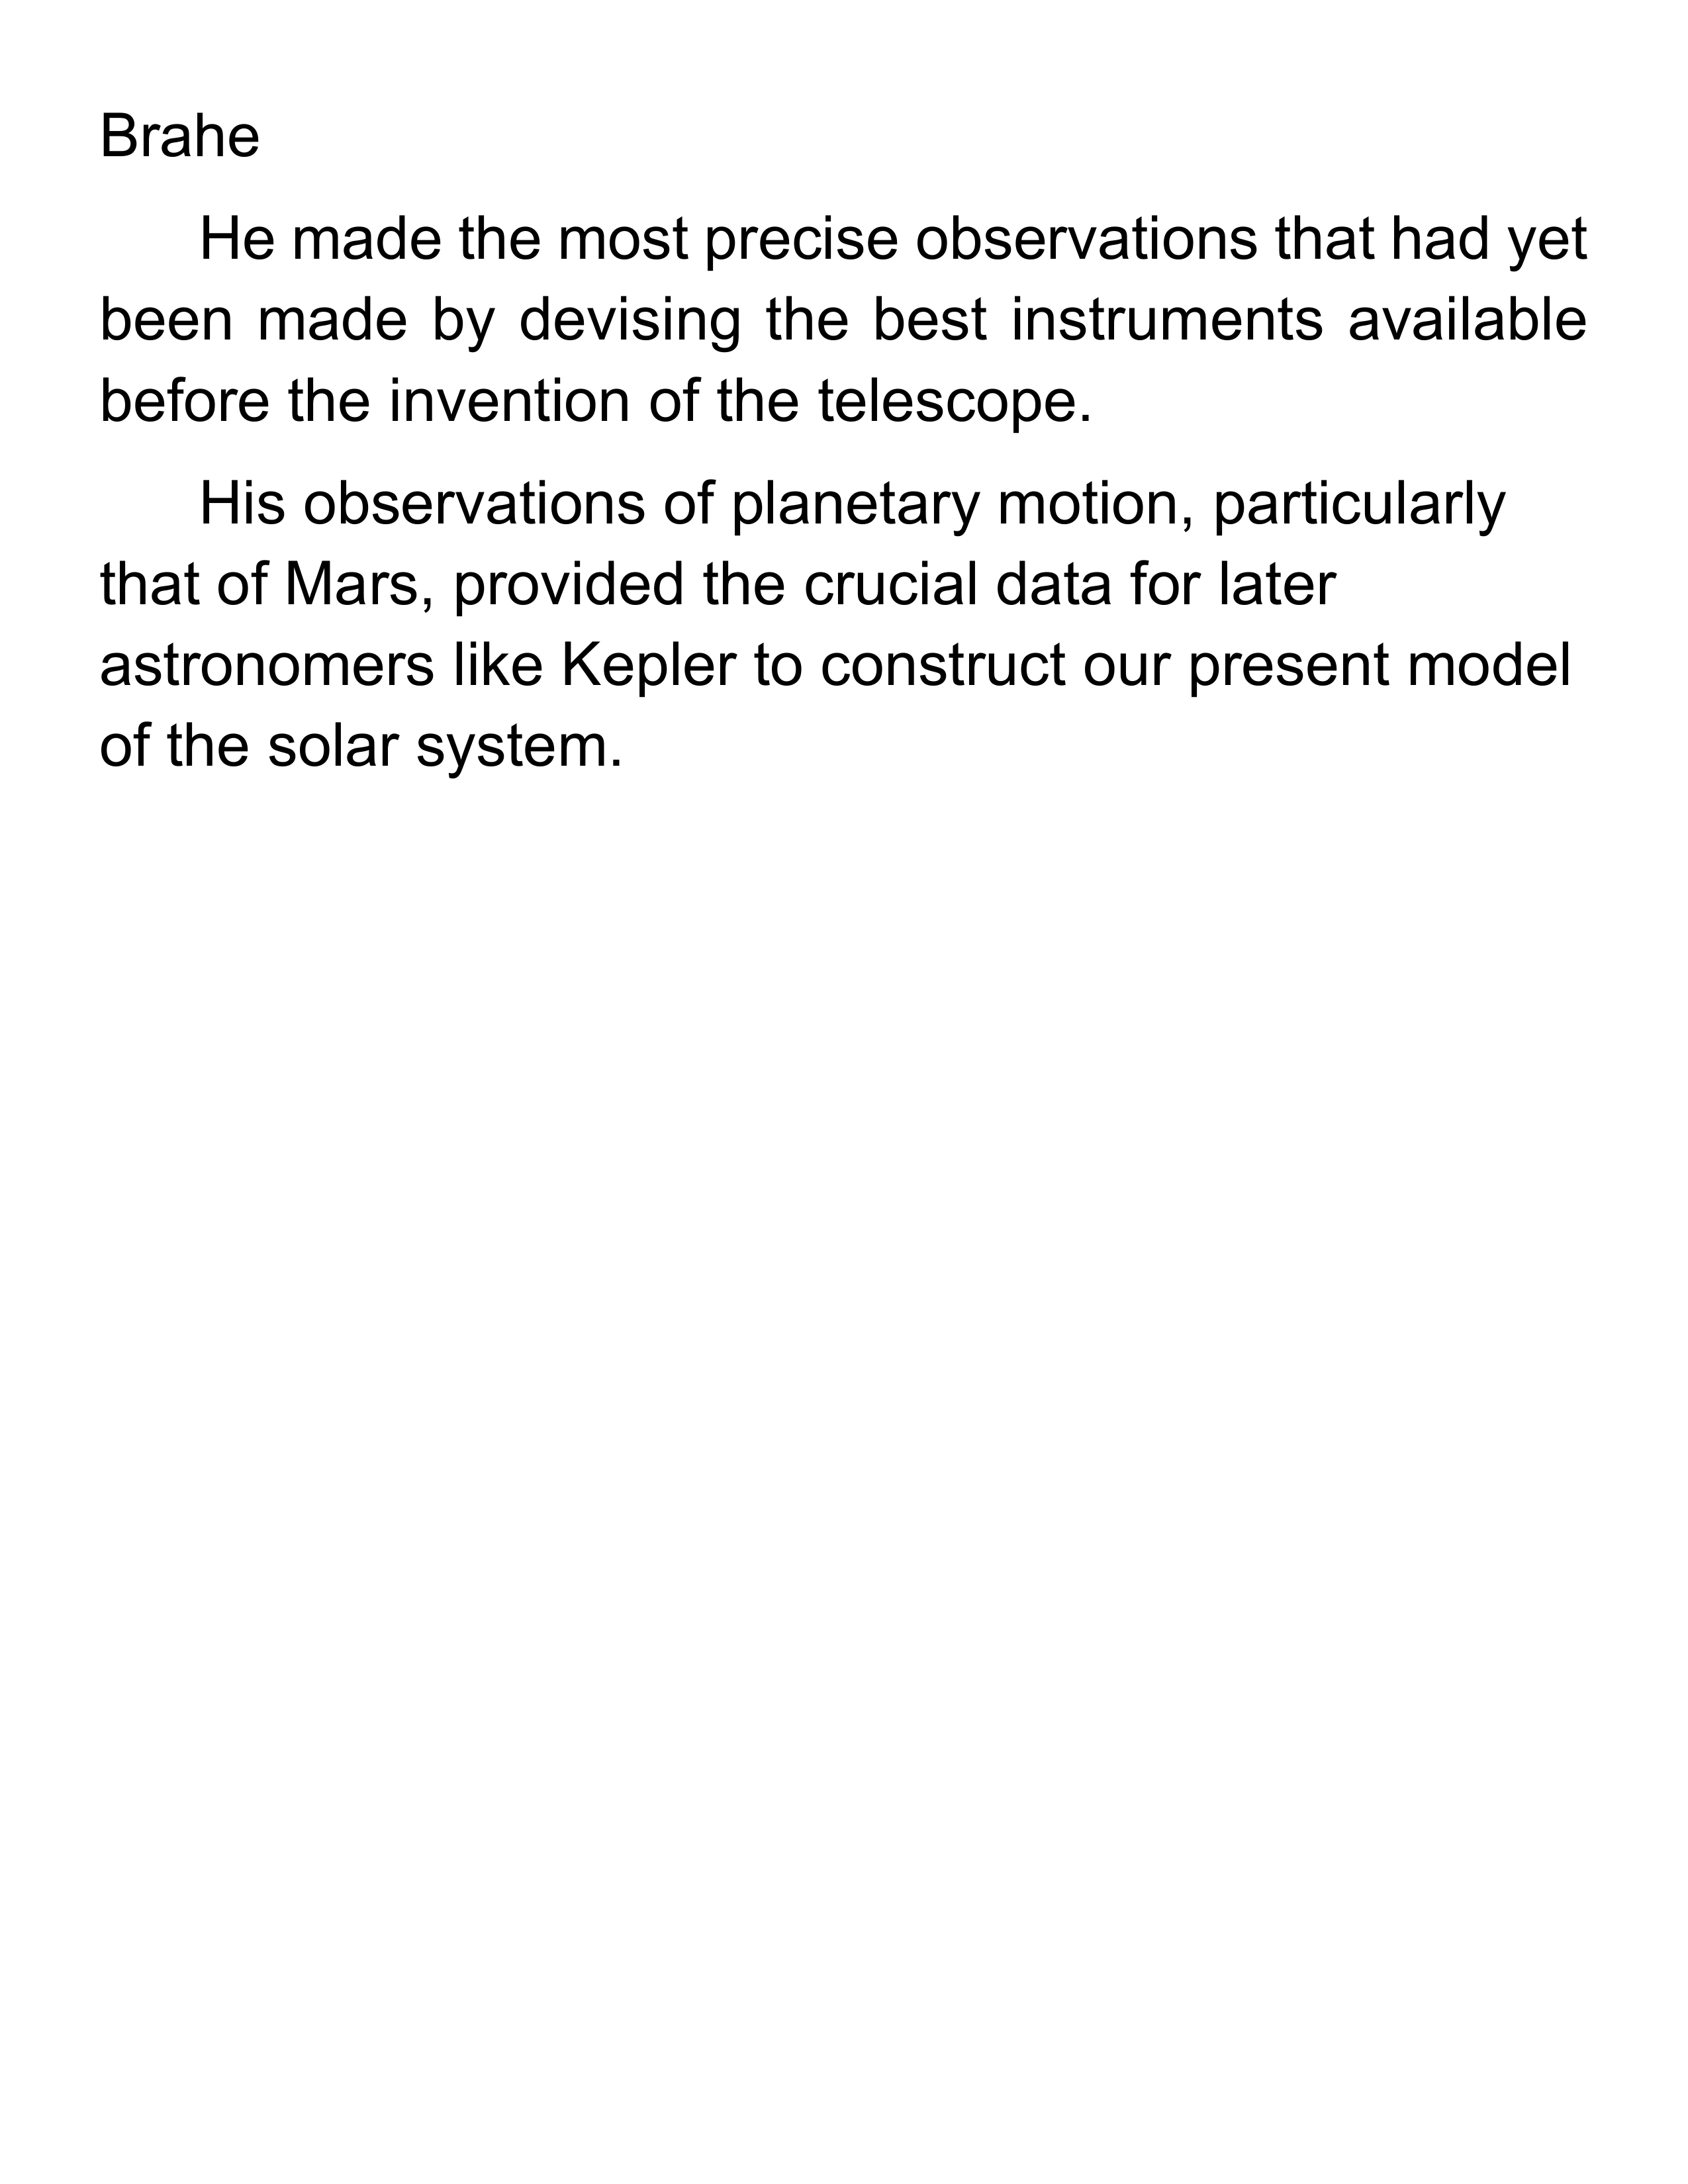 Brahe
He made the most precise observations that had yet
been made by devising the best instruments available
before the invention of the telescope.
His observations of planetary motion, particularly
that of Mars, provided the crucial data for later
astronomers like Kepler to construct our present model
of the solar system.